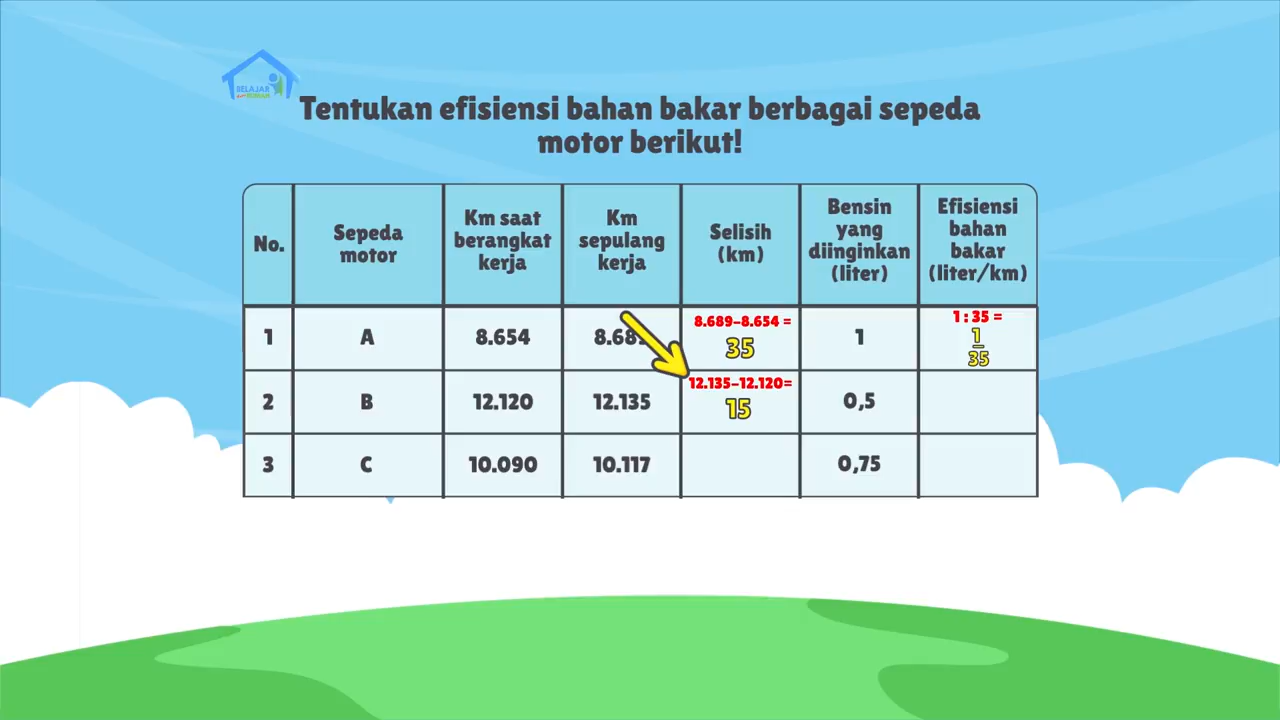 BELAJAR
Tentukan efisiensi bahan bakar berbagai sepeda
motor berikut!
No.
Sepeda
motor
Km saat
berangkat
kerja
Km
sepulang
kerja
Selisih
(km)
Bensin
yang
diinginkan
(liter)
Efisiensi
bahan
bakar
(liter/km)
1
A
8.654
8.689-8.654 =
35
1
1 : 35 =
1
35
2
B
12.120
12.135
12.135-12.120=
15
0,5
3
C
10.090
10.117
0,75